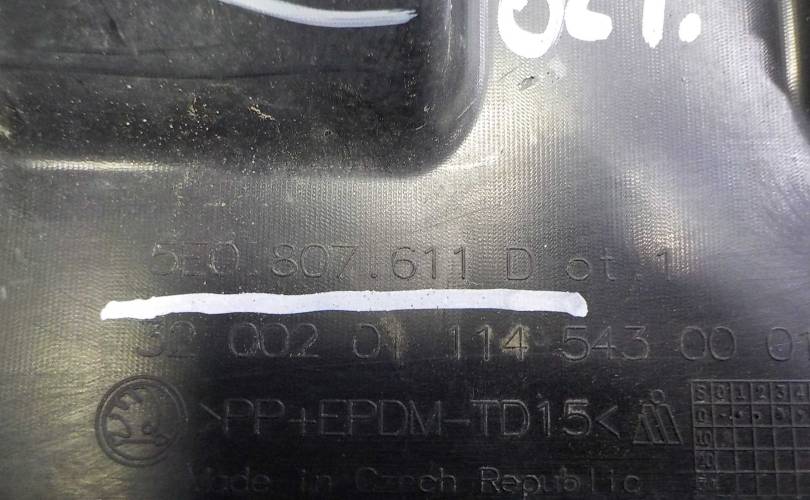 5E0.807.611 D ot.1
32 002 01 114 543 00 01
>PP+EPDM-TD15<
Made in Czech Republic